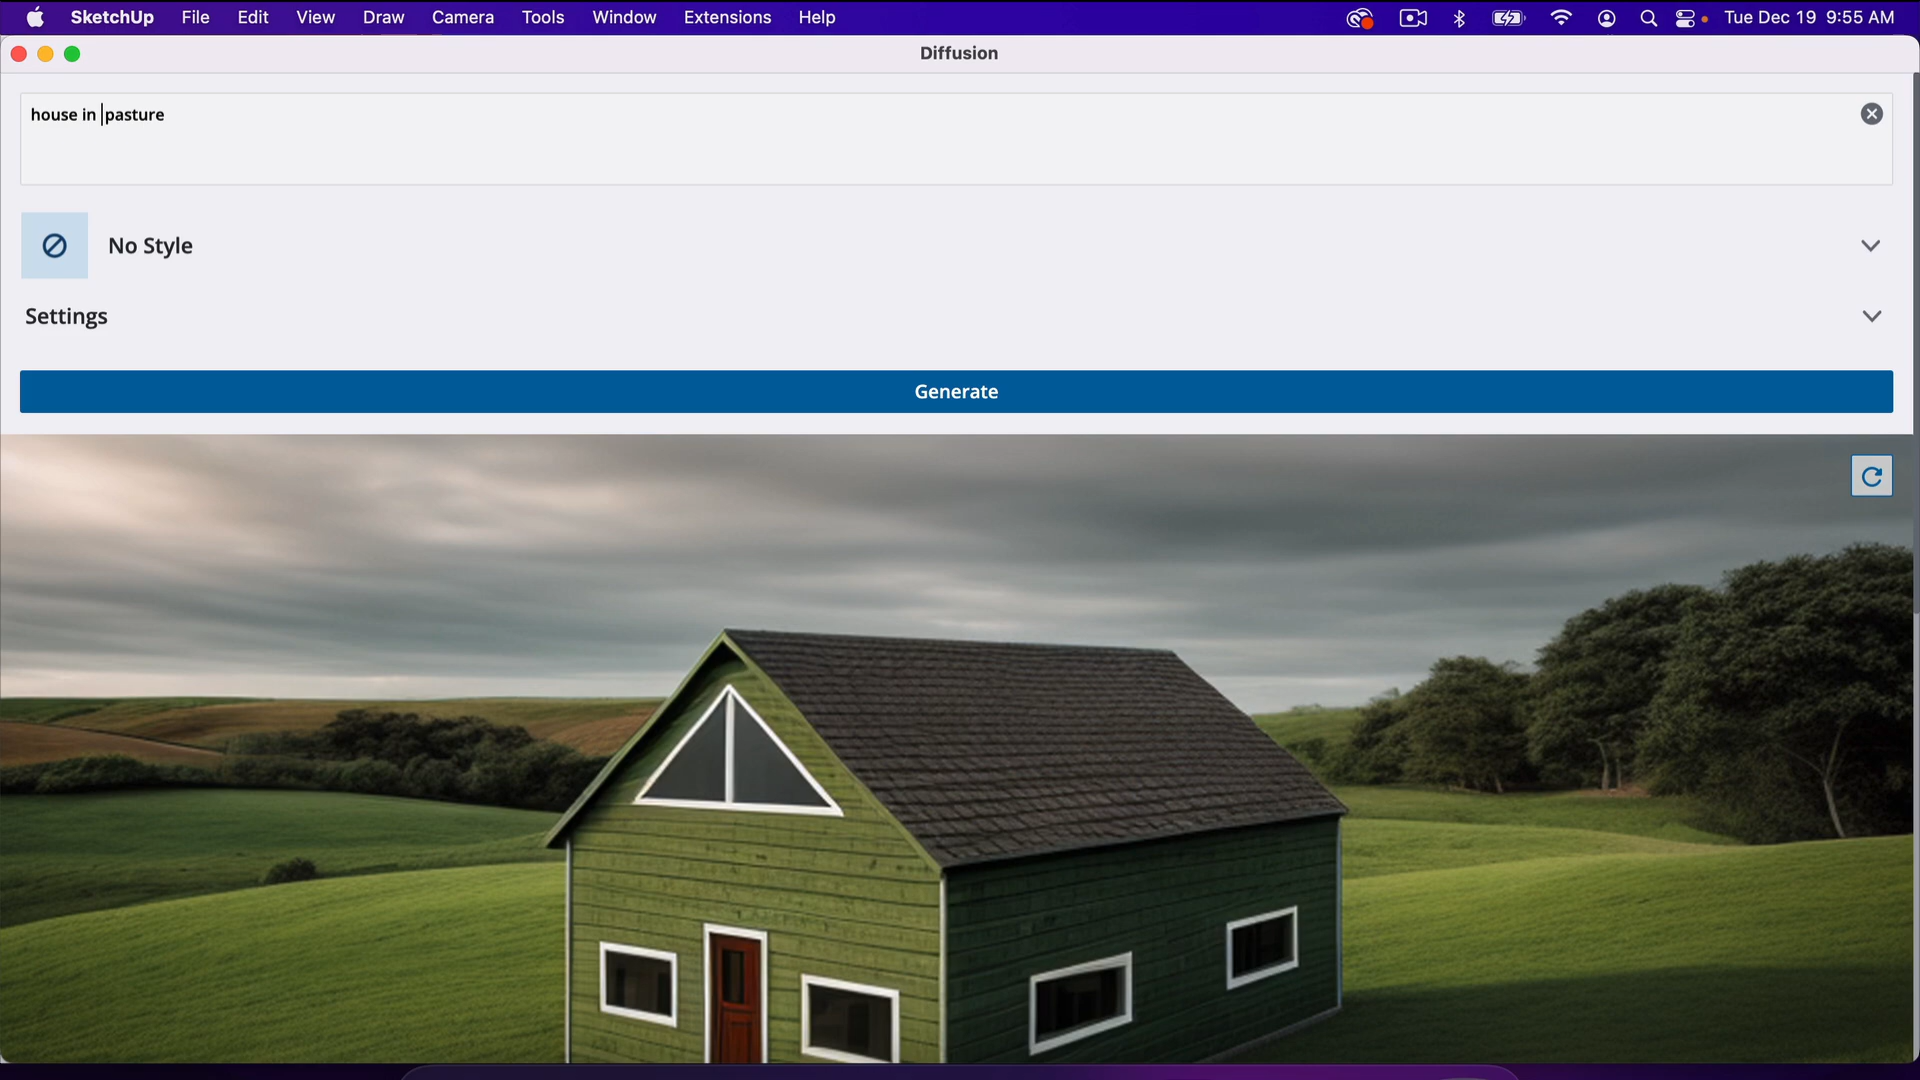 SketchUp File Edit View Draw Camera Tools Window Extensions Help Tue Dec 19 9:55 AM
Diffusion
house in pasture
No Style
Settings
Generate